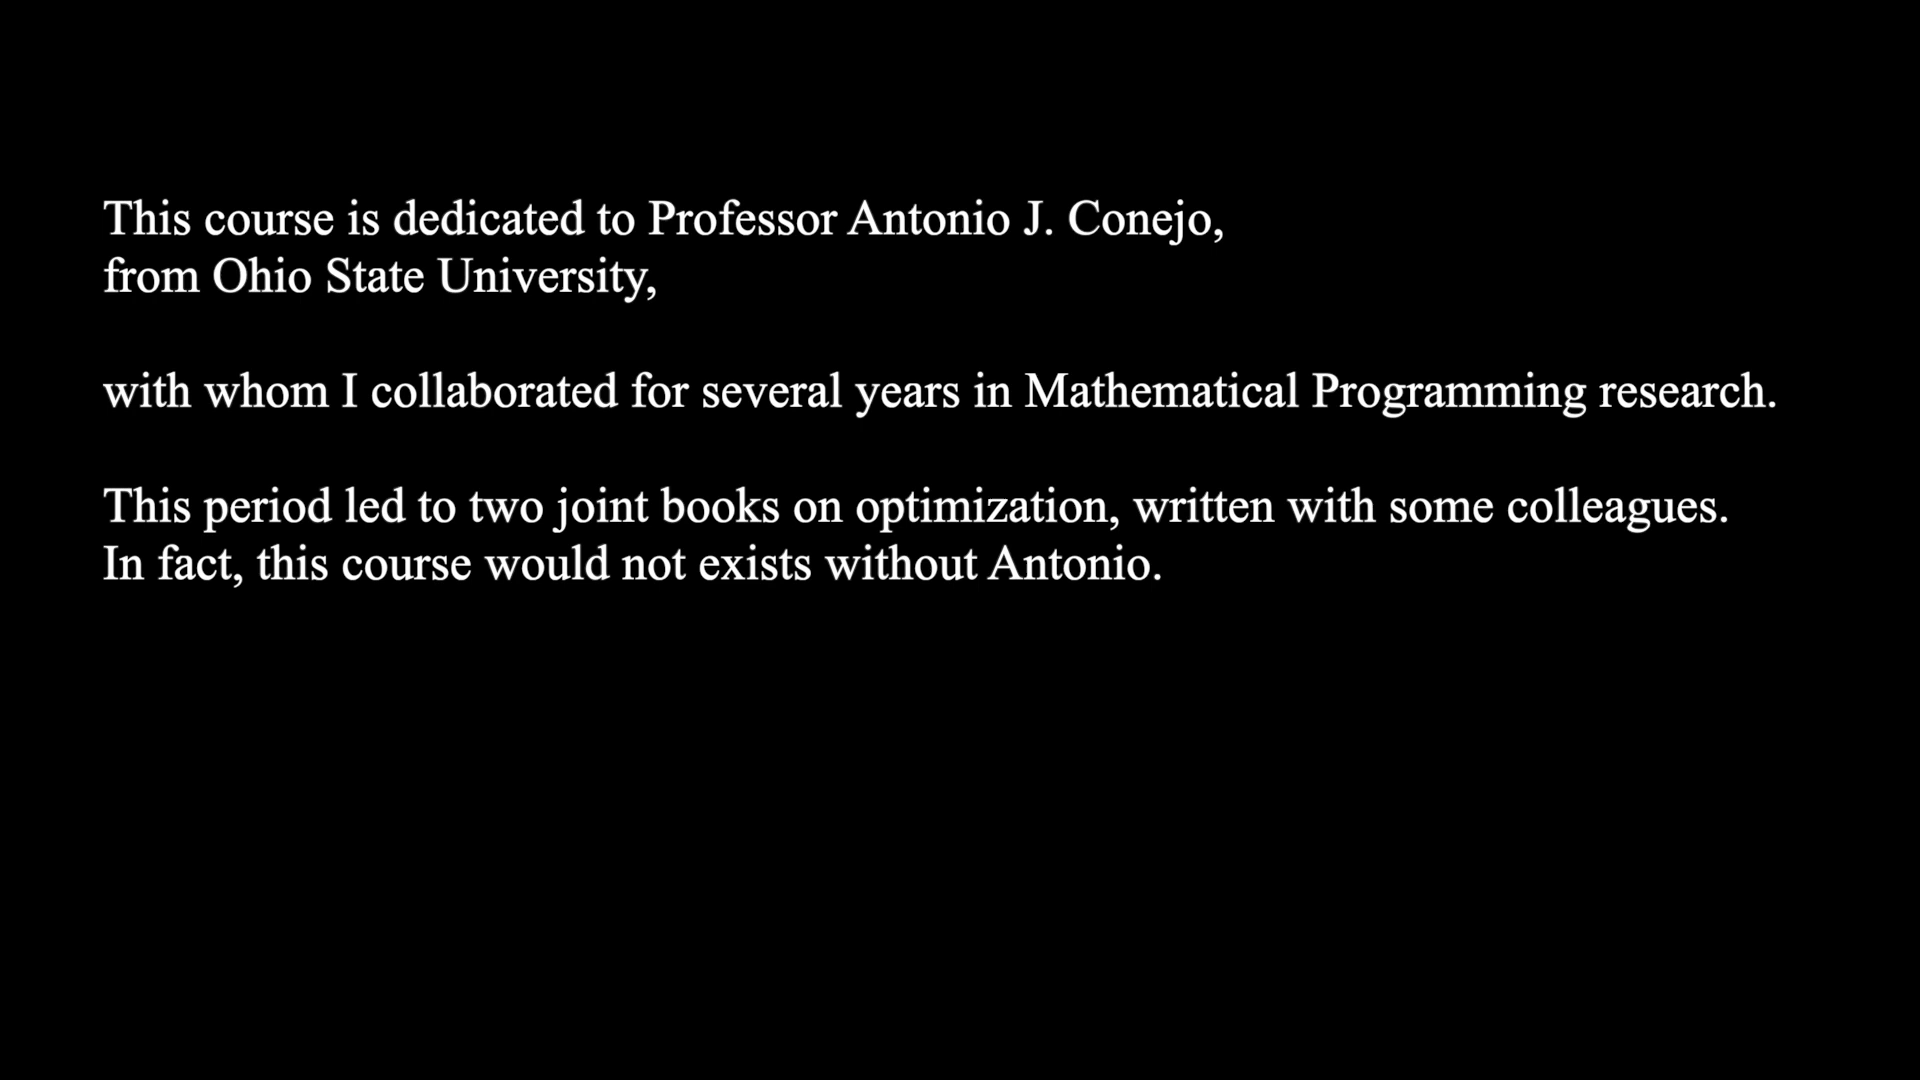 This course is dedicated to Professor Antonio J. Conejo,
from Ohio State University,
with whom I collaborated for several years in Mathematical Programming research.
This period led to two joint books on optimization, written with some colleagues.
In fact, this course would not exists without Antonio.